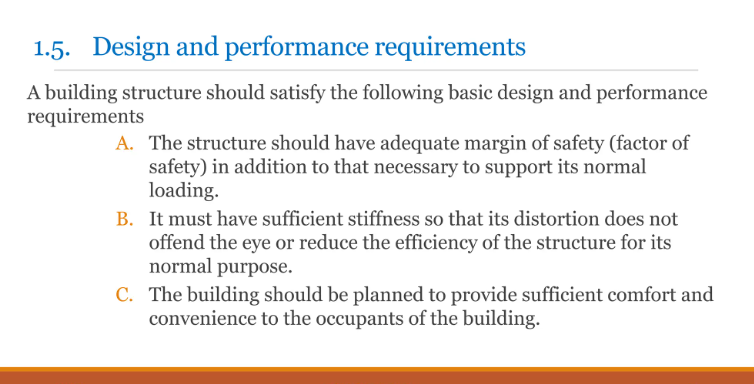 1.5. Design and performance requirements
A building structure should satisfy the following basic design and performance
requirements
A. The structure should have adequate margin of safety (factor of
safety) in addition to that necessary to support its normal
loading.
B. It must have sufficient stiffness so that its distortion does not
offend the eye or reduce the efficiency of the structure for its
normal purpose.
C. The building should be planned to provide sufficient comfort and
convenience to the occupants of the building.